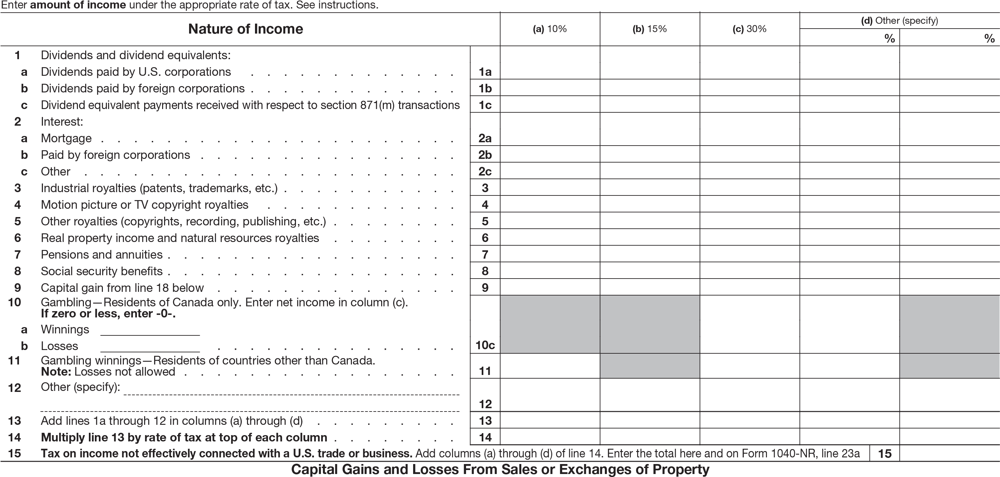 Enter amount of income under the appropriate rate of tax. See instructions.
Nature of Income
(a) 10%
(b) 15%
(c) 30%
(d) Other (specify)
%
%
1 Dividends and dividend equivalents:
a Dividends paid by U.S. corporations . . . . . . . . . . . . . 1a
b Dividends paid by foreign corporations . . . . . . . . . . . . . 1b
c Dividend equivalent payments received with respect to section 871(m) transactions 1c
2 Interest:
a Mortgage . . . . . . . . . . . . . . . . . . . . . . 2a
b Paid by foreign corporations . . . . . . . . . . . . . . . . 2b
c Other . . . . . . . . . . . . . . . . . . . . . . . 2c
3 Industrial royalties (patents, trademarks, etc.) . . . . . . . . . . . 3
4 Motion picture or TV copyright royalties . . . . . . . . . . . . 4
5 Other royalties (copyrights, recording, publishing, etc.) . . . . . . . . 5
6 Real property income and natural resources royalties . . . . . . . . 6
7 Pensions and annuities . . . . . . . . . . . . . . . . . . 7
8 Social security benefits . . . . . . . . . . . . . . . . . . 8
9 Capital gain from line 18 below . . . . . . . . . . . . . . . 9
10 Gambling—Residents of Canada only. Enter net income in column (c).
If zero or less, enter -0-.
a Winnings
b Losses . . . . . . . . . . . . . . . 10c
11 Gambling winnings—Residents of countries other than Canada.
Note: Losses not allowed . . . . . . . . . . . . . . . . . 11
12 Other (specify):
12
13 Add lines 1a through 12 in columns (a) through (d) . . . . . . . . . 13
14 Multiply line 13 by rate of tax at top of each column . . . . . . . . 14
15 Tax on income not effectively connected with a U.S. trade or business. Add columns (a) through (d) of line 14. Enter the total here and on Form 1040-NR, line 23a 15
Capital Gains and Losses From Sales or Exchanges of Property